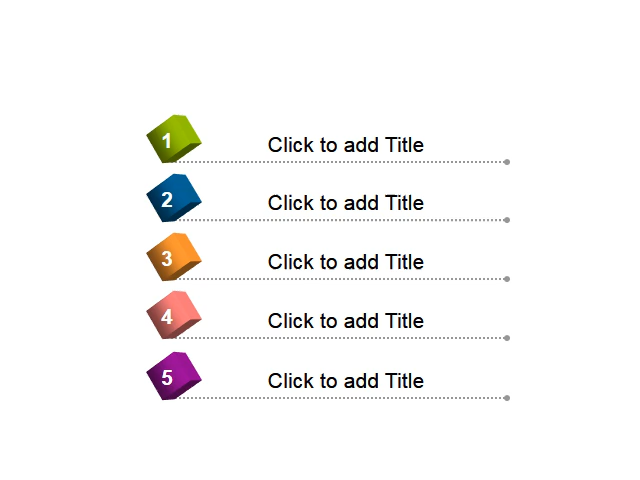 1 Click to add Title
2 Click to add Title
3 Click to add Title
4 Click to add Title
5 Click to add Title